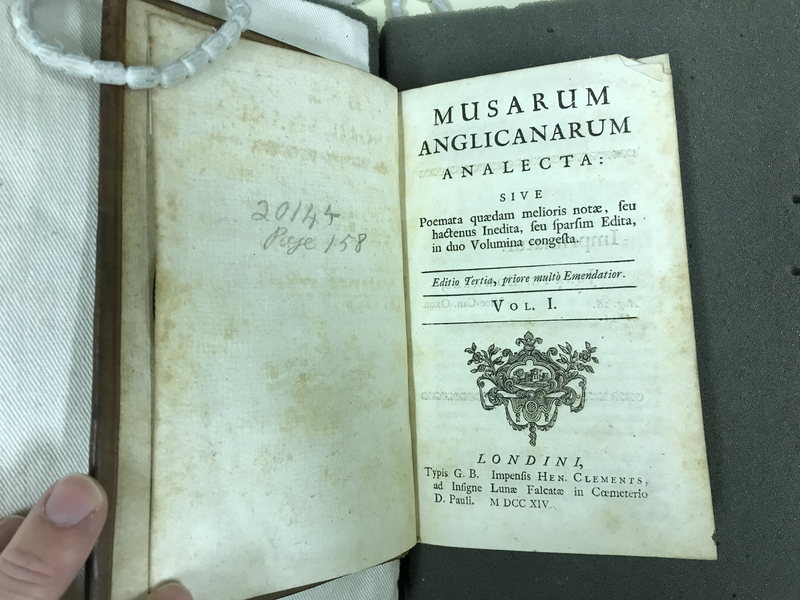 20144
Page 158
MUSARUM
ANGLICANARUM
ANALECTA:
SIVE
Poemata quædam melioris notæ, ſeu
hactenus Inedita, ſeu ſparſim Edita,
in duo Volumina congeſta.
Editio Tertia, priore multò Emendatior.
VOL. I.
LONDINI,
Typis G. B. Impenſis HEN. CLEMENTS,
ad Inſigne Lunæ Falcatæ in Cœmeterio
D. Pauli. M DCC XIV.